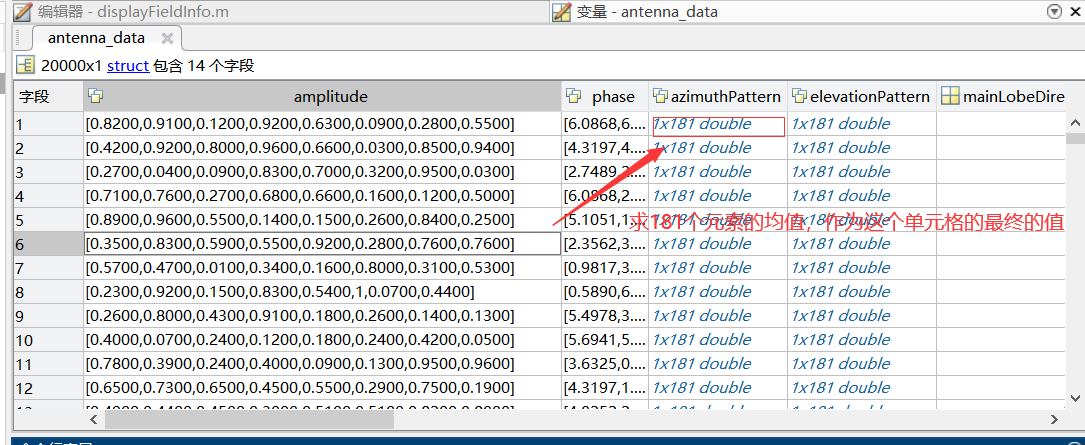 编辑器 - displayFieldInfo.m
变量 - antenna_data
antenna_data
20000x1 struct 包含 14 个字段
字段 amplitude phase azimuthPattern elevationPattern mainLobeDire
1 [0.8200,0.9100,0.1200,0.9200,0.6300,0.0900,0.2800,0.5500] [6.0868,6.... 1x181 double 1x181 double
2 [0.4200,0.9200,0.8000,0.9600,0.6600,0.0300,0.8500,0.9400] [4.3197,4.... 1x181 double 1x181 double
3 [0.2700,0.0400,0.0900,0.8300,0.7000,0.3200,0.9500,0.0300] [2.7489,3.... 1x181 double 1x181 double
4 [0.7100,0.7600,0.2700,0.6800,0.6600,0.1600,0.1200,0.5000] [6.0868,2.... 1x181 double 1x181 double
5 [0.8900,0.9600,0.5500,0.1400,0.1500,0.2600,0.8400,0.2500] [5.1051,1.... 1x181 double 1x181 double
求181个元素的均值，作为这个单元格的最终的值
6 [0.3500,0.8300,0.5900,0.5500,0.9200,0.2800,0.7600,0.7600] [2.3562,3.... 1x181 double 1x181 double
7 [0.5700,0.4700,0.0100,0.3400,0.1600,0.8000,0.3100,0.5300] [0.9817,3.... 1x181 double 1x181 double
8 [0.2300,0.9200,0.1500,0.8300,0.5400,1,0.0700,0.4400] [0.5890,6.... 1x181 double 1x181 double
9 [0.2600,0.8000,0.4300,0.9100,0.1800,0.2600,0.1400,0.1300] [5.4978,3.... 1x181 double 1x181 double
10 [0.4000,0.0700,0.2400,0.1200,0.1800,0.2400,0.4200,0.0500] [5.6941,5.... 1x181 double 1x181 double
11 [0.7800,0.3900,0.2400,0.4000,0.0900,0.1300,0.9500,0.9600] [3.6325,0.... 1x181 double 1x181 double
12 [0.6500,0.7300,0.6500,0.4500,0.5500,0.2900,0.7500,0.1900] [4.3197,1.... 1x181 double 1x181 double